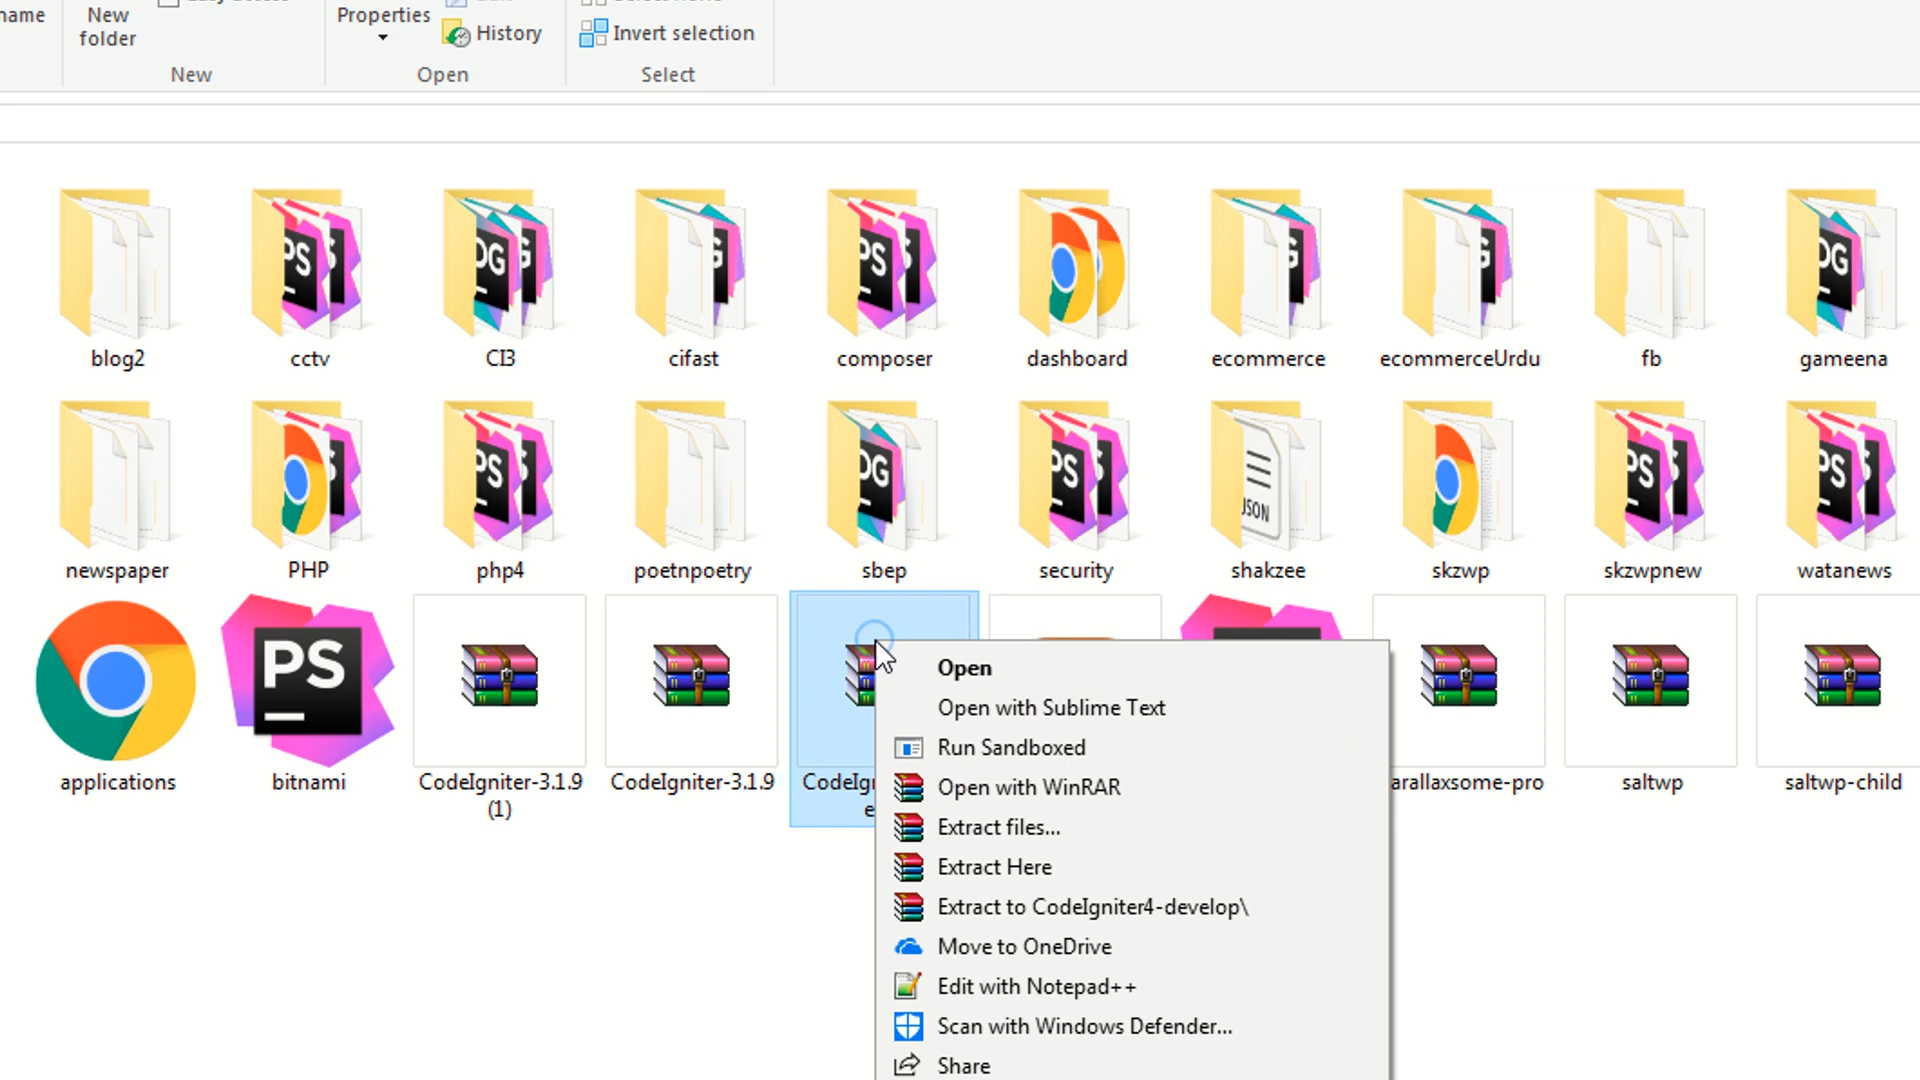 New
folder
Properties
History
Invert selection
New
Open
Select
blog2
cctv
CI3
cifast
composer
dashboard
ecommerce
ecommerceUrdu
fb
gameena
newspaper
PHP
php4
poetnpoetry
sbep
security
shakzee
skzwp
skzwpnew
watanews
applications
bitnami
CodeIgniter-3.1.9
(1)
CodeIgniter-3.1.9
arallaxsome-pro
saltwp
saltwp-child
Open
Open with Sublime Text
Run Sandboxed
Open with WinRAR
Extract files...
Extract Here
Extract to CodeIgniter4-develop\
Move to OneDrive
Edit with Notepad++
Scan with Windows Defender...
Share